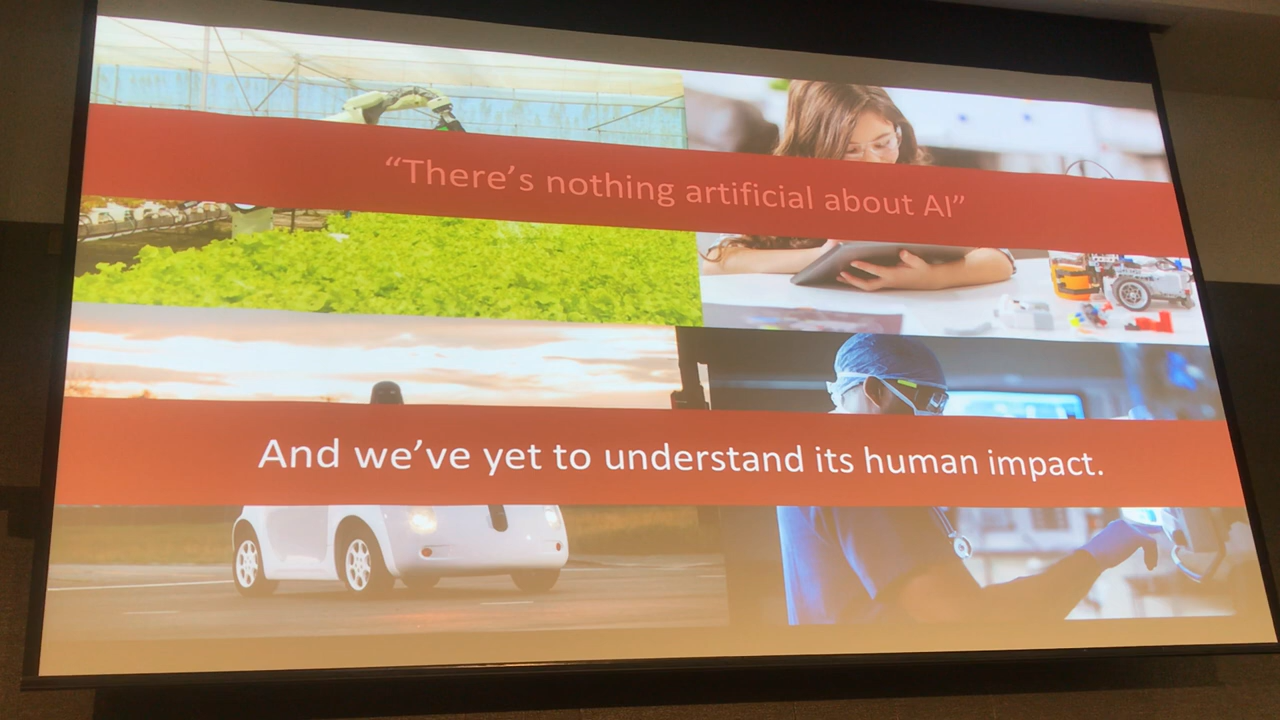 “There’s nothing artificial about AI”
And we’ve yet to understand its human impact.